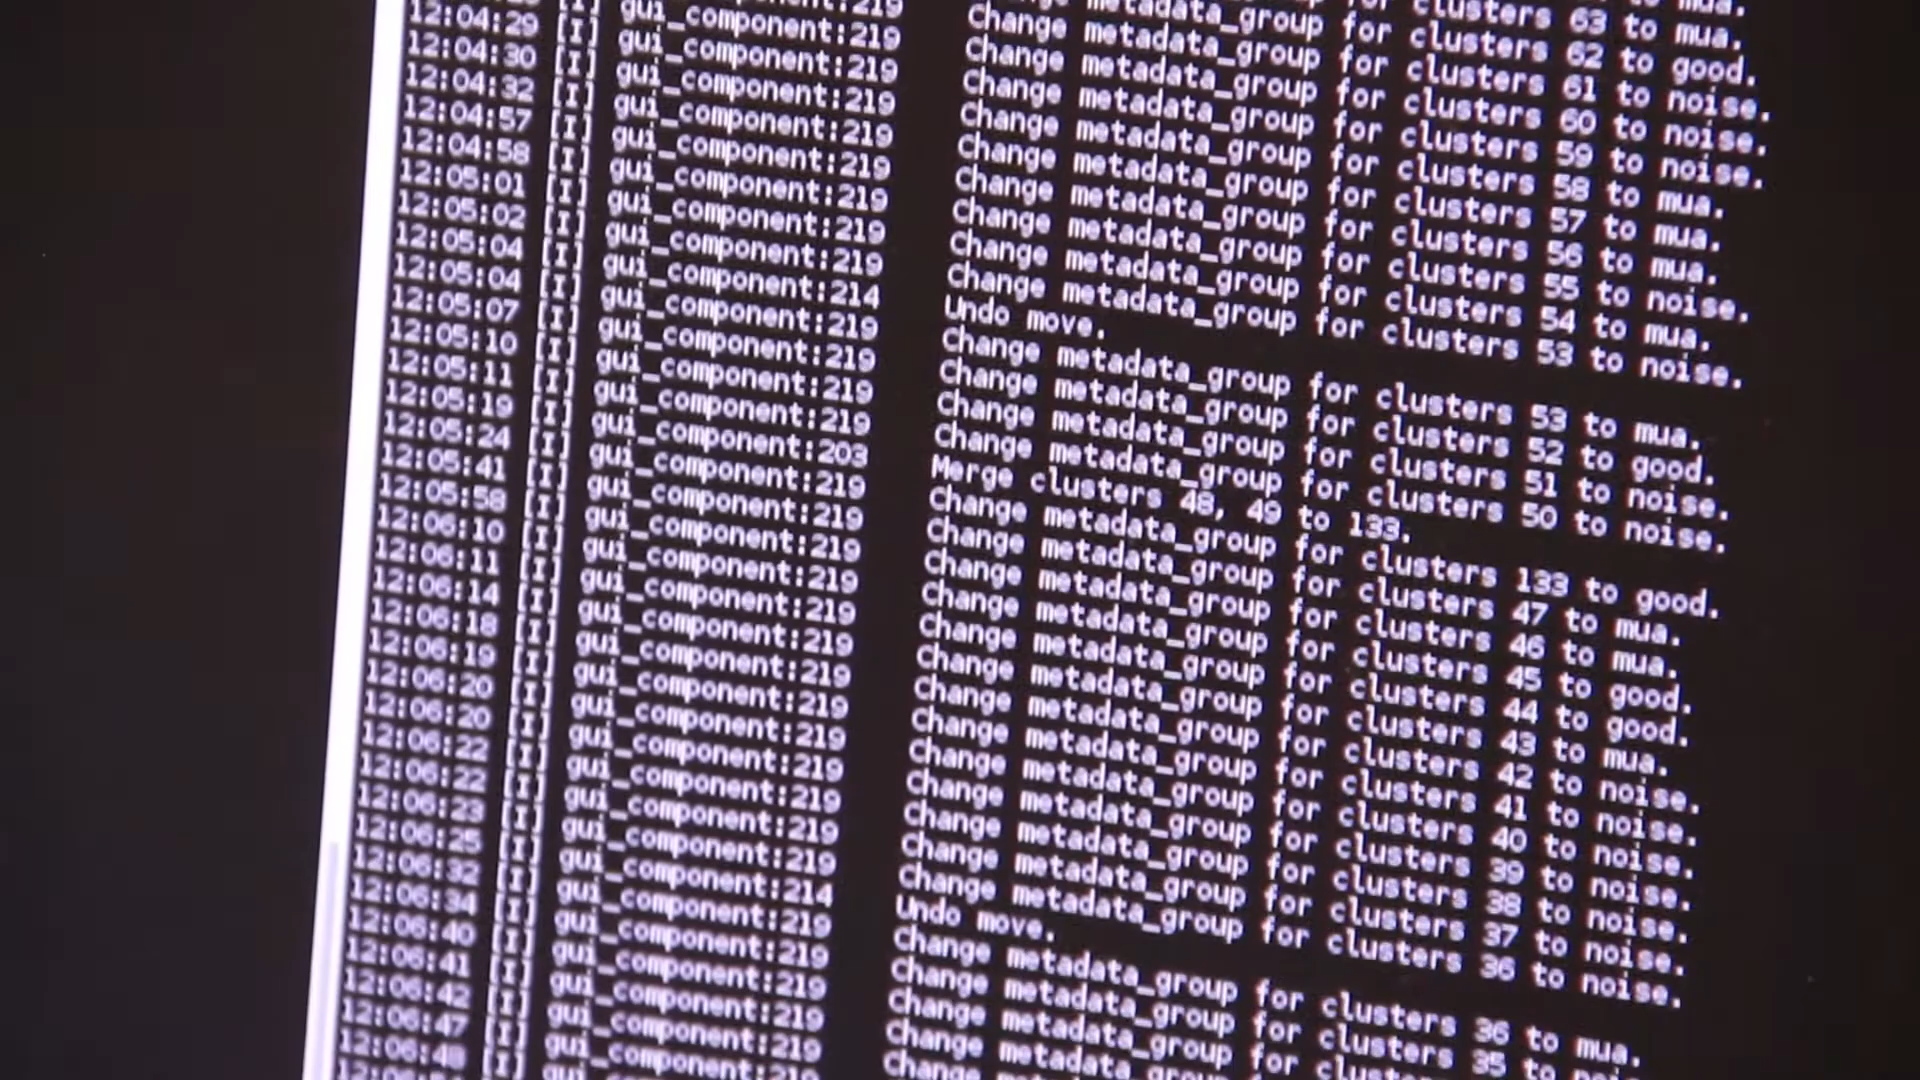 Change metadata_group for clusters 63 to mua.
Change metadata_group for clusters 62 to good.
gui_component:219 Change metadata_group for clusters 61 to noise.
gui_component:219 Change metadata_group for clusters 60 to noise.
12:04:29 [I] gui_component:219 Change metadata_group for clusters 59 to noise.
12:04:30 [I] gui_component:219 Change metadata_group for clusters 58 to mua.
12:04:32 [I] gui_component:219 Change metadata_group for clusters 57 to mua.
12:04:57 [I] gui_component:219 Change metadata_group for clusters 56 to mua.
12:04:58 [I] gui_component:219 Change metadata_group for clusters 55 to noise.
12:05:01 [I] gui_component:219 Change metadata_group for clusters 54 to mua.
12:05:02 [I] gui_component:219 Change metadata_group for clusters 53 to noise.
12:05:04 [I] gui_component:214 Undo move.
12:05:04 [I] gui_component:219 Change metadata_group for clusters 53 to mua.
12:05:07 [I] gui_component:219 Change metadata_group for clusters 52 to good.
12:05:10 [I] gui_component:219 Change metadata_group for clusters 51 to noise.
12:05:11 [I] gui_component:219 Change metadata_group for clusters 50 to noise.
12:05:19 [I] gui_component:203 Merge clusters 48, 49 to 133.
12:05:24 [I] gui_component:219 Change metadata_group for clusters 133 to good.
12:05:41 [I] gui_component:219 Change metadata_group for clusters 47 to mua.
12:05:58 [I] gui_component:219 Change metadata_group for clusters 46 to mua.
12:06:10 [I] gui_component:219 Change metadata_group for clusters 45 to good.
12:06:11 [I] gui_component:219 Change metadata_group for clusters 44 to good.
12:06:14 [I] gui_component:219 Change metadata_group for clusters 43 to mua.
12:06:18 [I] gui_component:219 Change metadata_group for clusters 42 to noise.
12:06:19 [I] gui_component:219 Change metadata_group for clusters 41 to noise.
12:06:20 [I] gui_component:219 Change metadata_group for clusters 40 to noise.
12:06:20 [I] gui_component:219 Change metadata_group for clusters 39 to noise.
12:06:22 [I] gui_component:219 Change metadata_group for clusters 38 to noise.
12:06:22 [I] gui_component:219 Change metadata_group for clusters 37 to noise.
12:06:23 [I] gui_component:219 Change metadata_group for clusters 36 to noise.
12:06:25 [I] gui_component:214 Undo move.
12:06:32 [I] gui_component:219 Change metadata_group for clusters 36 to mua.
12:06:34 [I] gui_component:219 Change metadata_group for clusters 35 to
12:06:40 [I] gui_component:219 Change metadata_group for clusters
12:06:41 [I] gui_component:219 Change metadata_group
12:06:42 [I] gui_component:219 Change
12:06:47 [I] gui_component:219
12:06:48 [I] gui_component